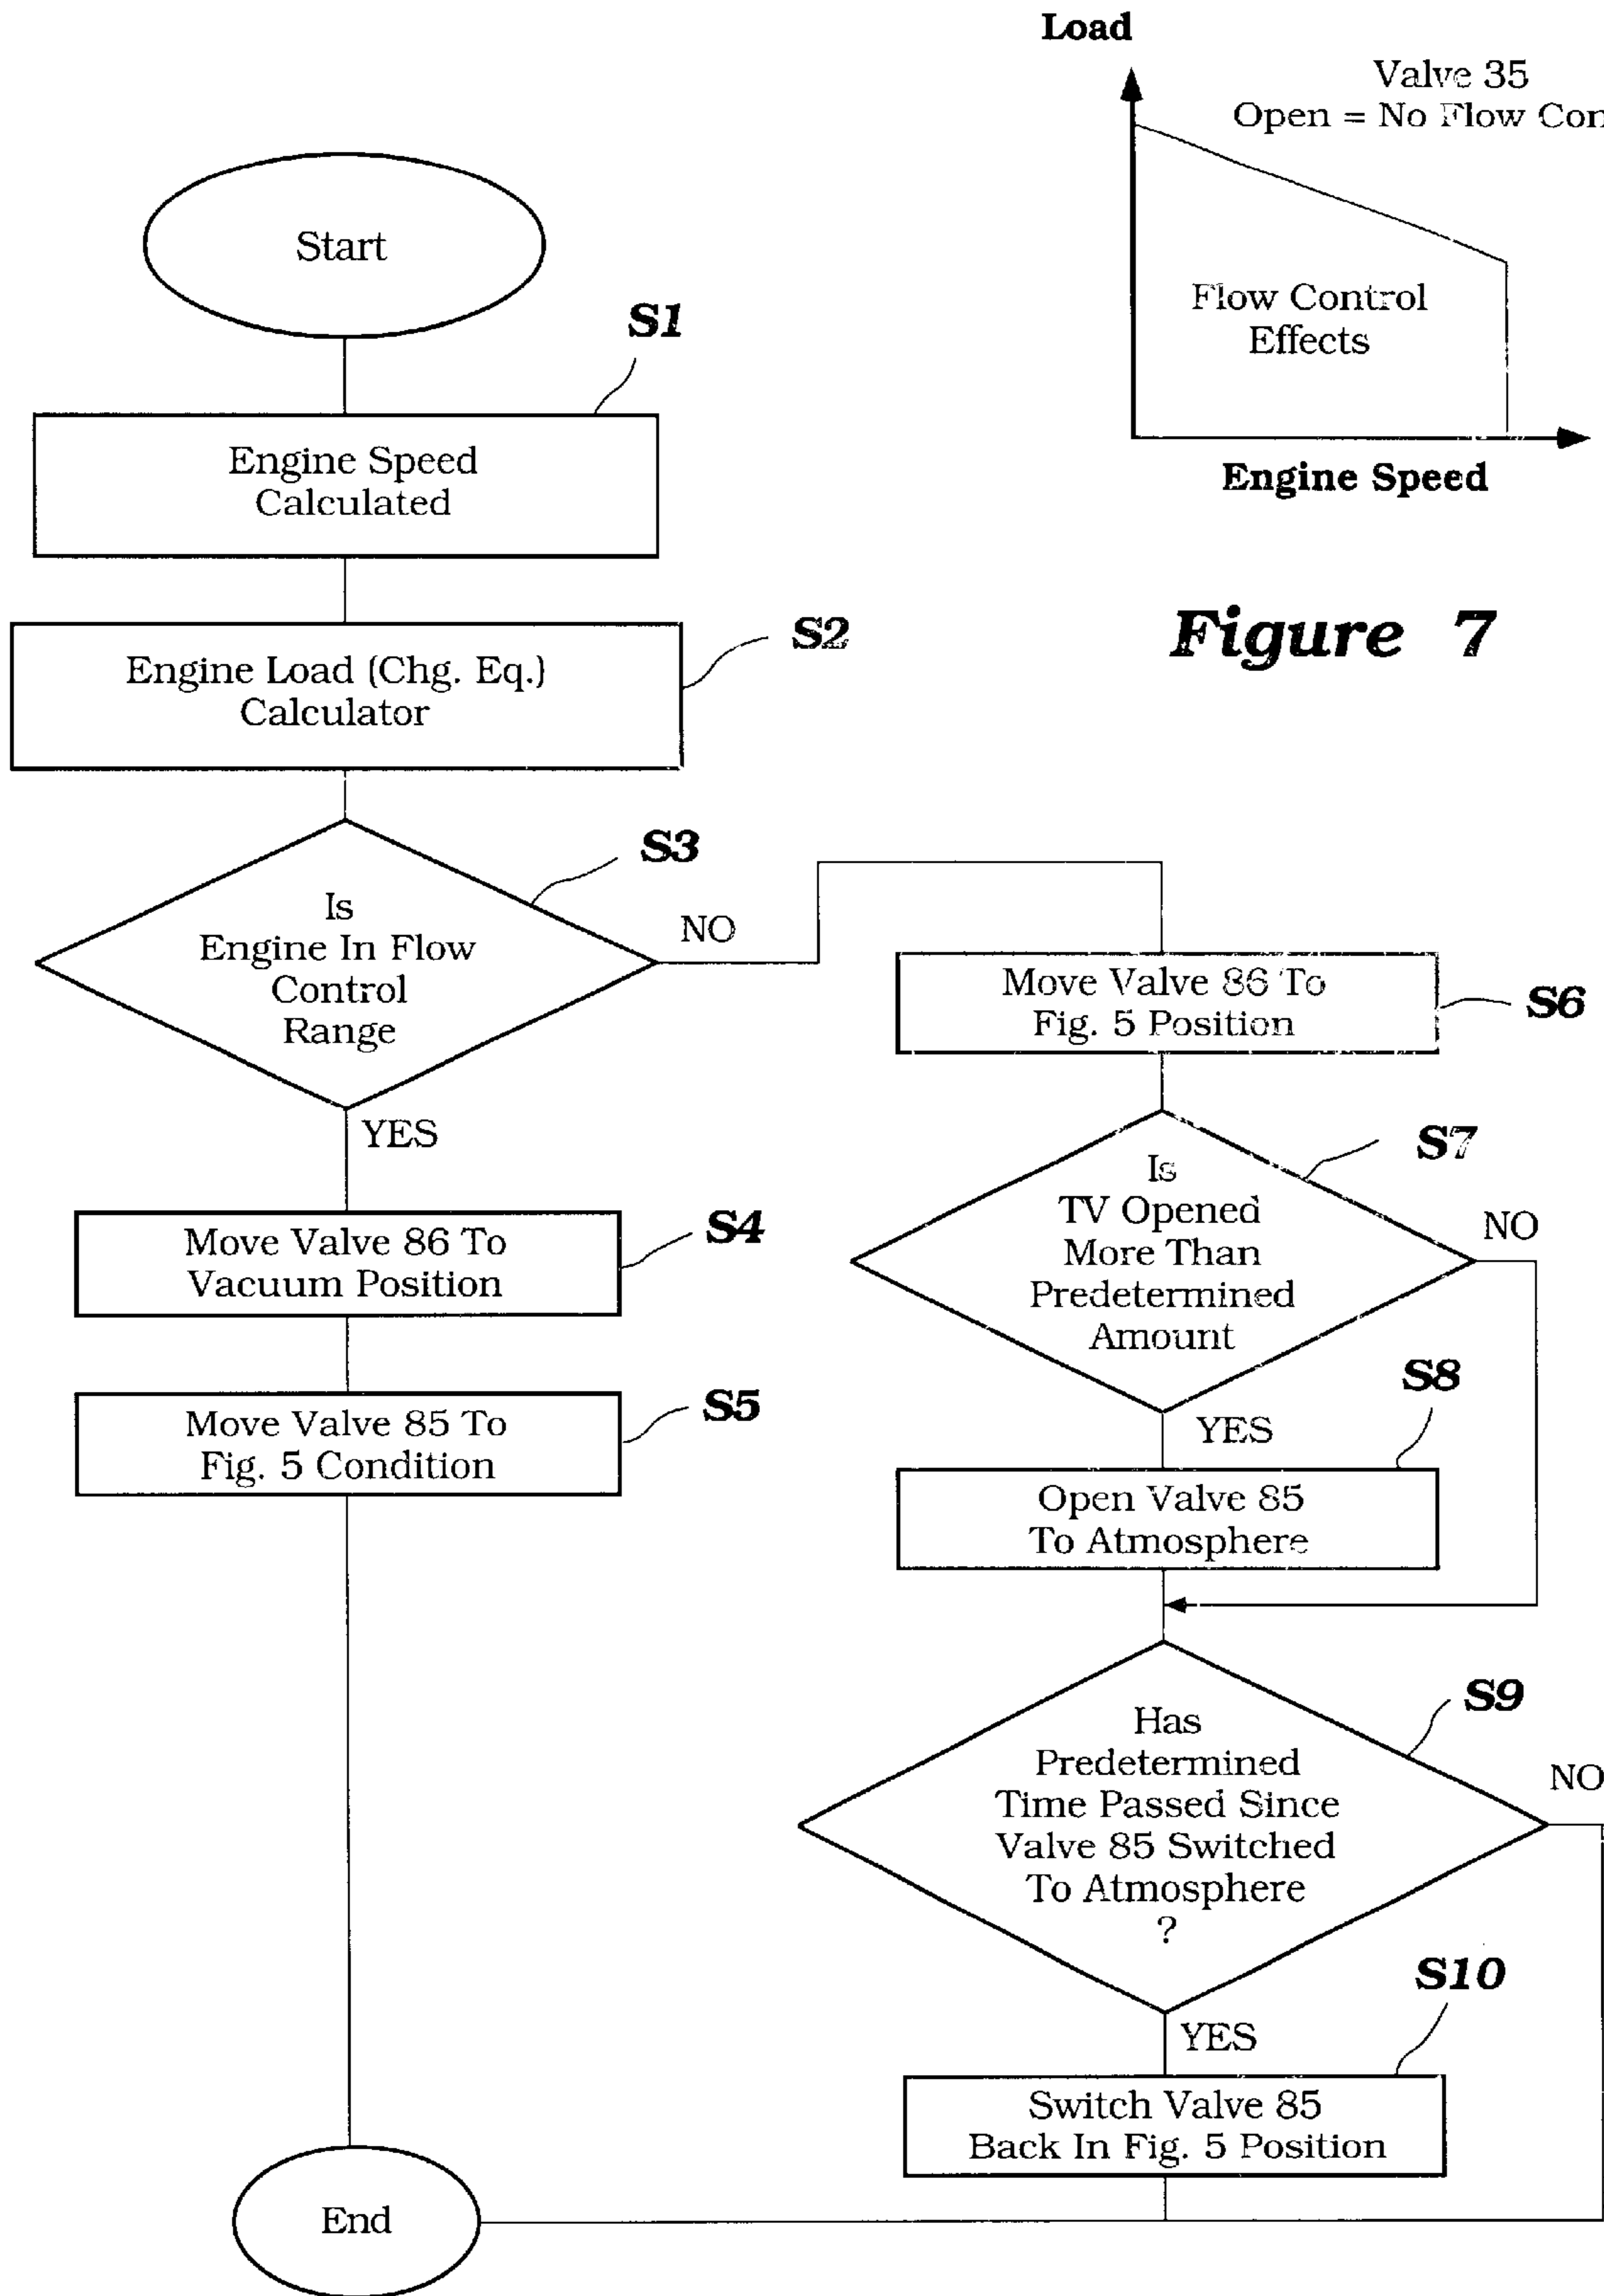 Load
Valve 35
Open = No Flow Con
Flow Control
Effects
Engine Speed
Figure 7
Start
S1
Engine Speed
Calculated
S2
Engine Load (Chg. Eq.)
Calculator
S3
Is
Engine In Flow
Control
Range
NO
YES
S4
Move Valve 86 To
Vacuum Position
S5
Move Valve 85 To
Fig. 5 Condition
Move Valve 86 To
Fig. 5 Position
S6
S7
Is
TV Opened
More Than
Predetermined
Amount
NO
YES
S8
Open Valve 85
To Atmosphere
S9
Has
Predetermined
Time Passed Since
Valve 85 Switched
To Atmosphere
?
NO
YES
S10
Switch Valve 85
Back In Fig. 5 Position
End